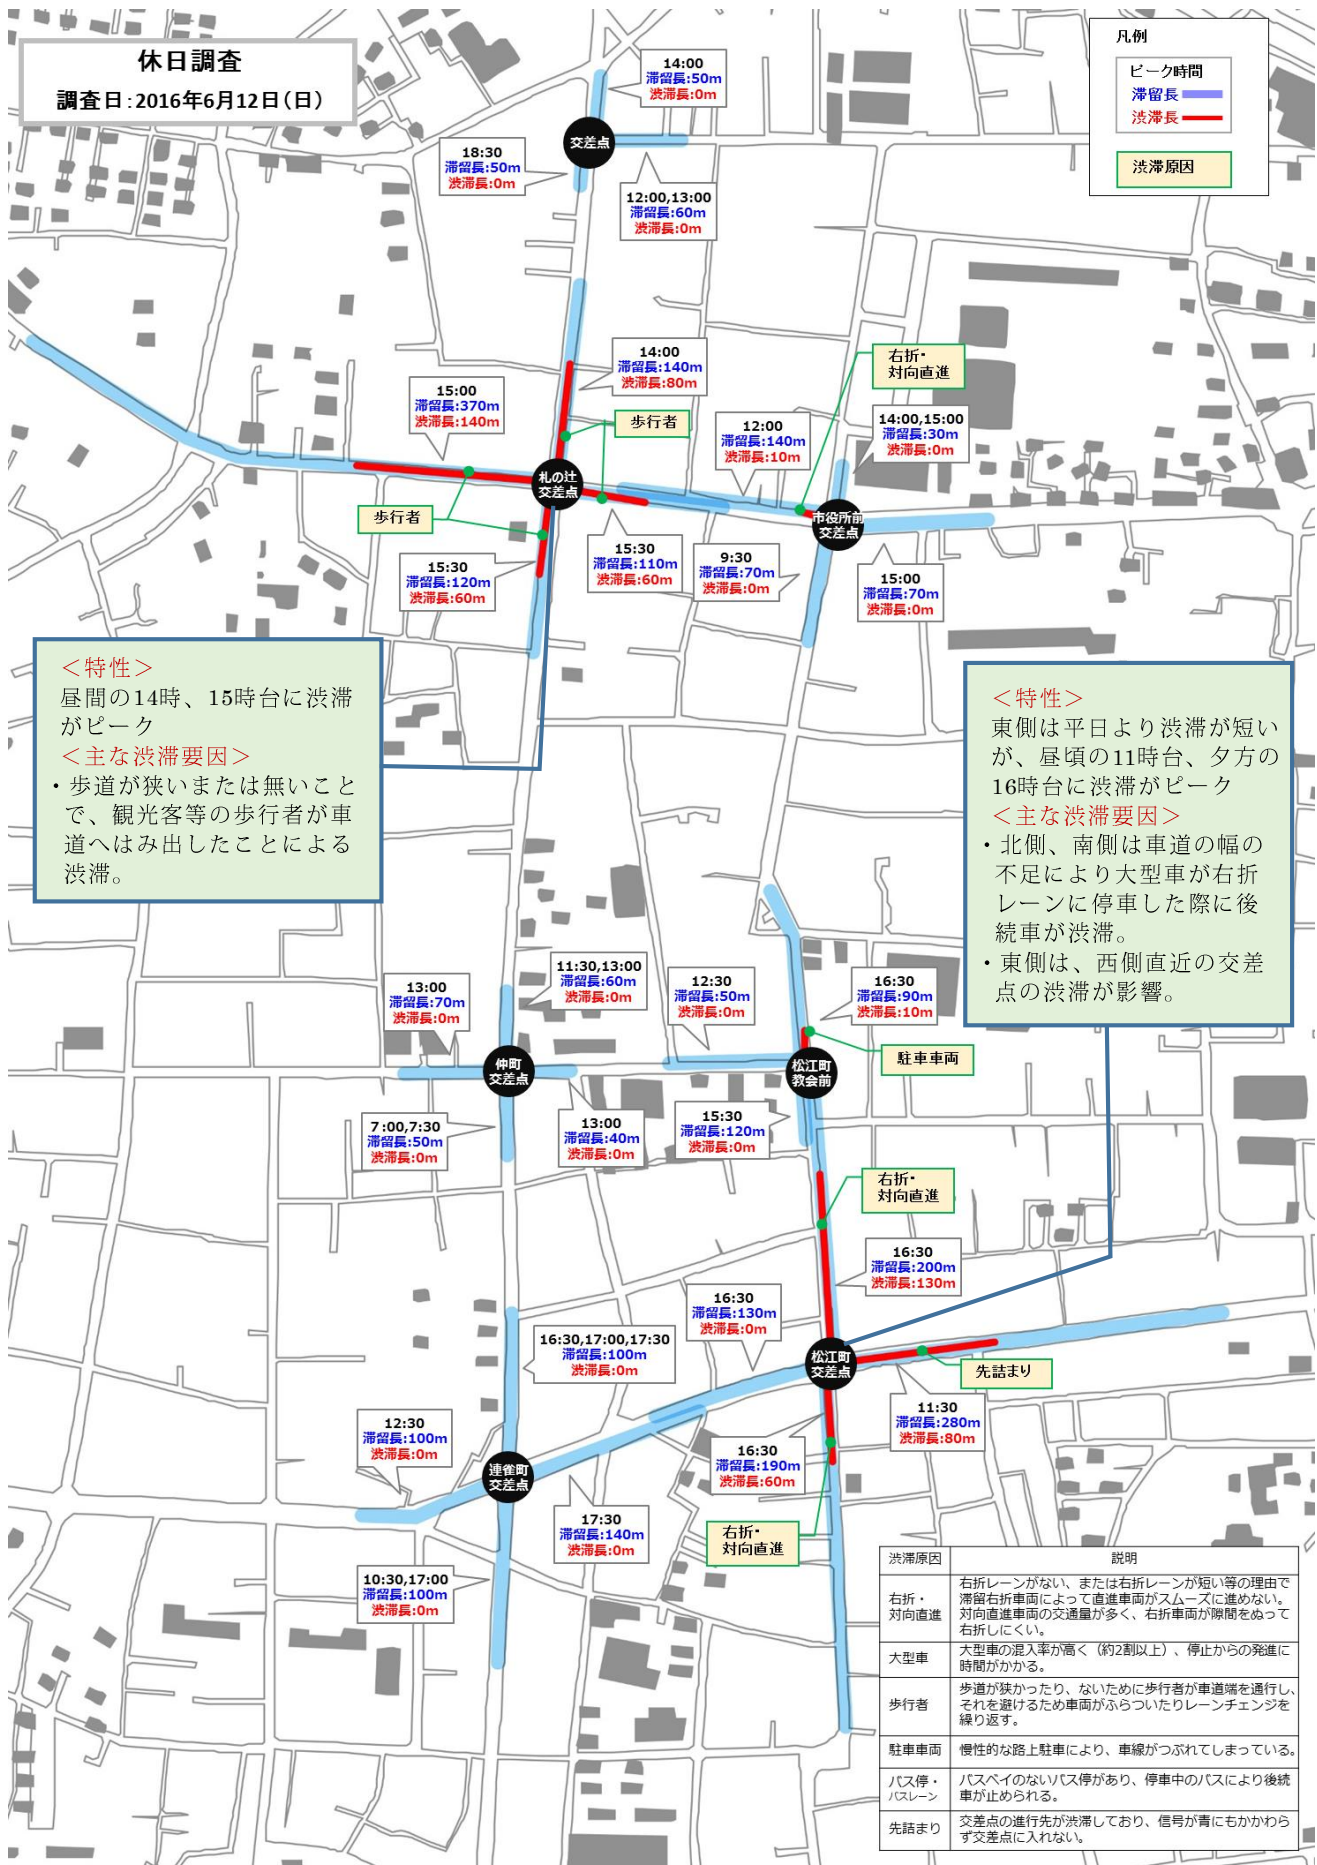 休日調査
調査日:2016年6月12日(日)
凡例
ピーク時間
滞留長
渋滞長
渋滞原因
14:00
滞留長:50m
渋滞長:0m
交差点
18:30
滞留長:50m
渋滞長:0m
12:00,13:00
滞留長:60m
渋滞長:0m
14:00
滞留長:140m
渋滞長:80m
右折・
対向直進
15:00
滞留長:370m
渋滞長:140m
歩行者
12:00
滞留長:140m
渋滞長:10m
14:00,15:00
滞留長:30m
渋滞長:0m
札の辻
交差点
歩行者
市役所前
交差点
15:30
滞留長:120m
渋滞長:60m
15:30
滞留長:110m
渋滞長:60m
9:30
滞留長:70m
渋滞長:0m
15:00
滞留長:70m
渋滞長:0m
＜特性＞
昼間の14時、15時台に渋滞
がピーク
＜主な渋滞要因＞
・歩道が狭いまたは無いこと
で、観光客等の歩行者が車
道へはみ出したことによる
渋滞。
＜特性＞
東側は平日より渋滞が短い
が、昼頃の11時台、夕方の
16時台に渋滞がピーク
＜主な渋滞要因＞
・北側、南側は車道の幅の
不足により大型車が右折
レーンに停車した際に後
続車が渋滞。
・東側は、西側直近の交差
点の渋滞が影響。
13:00
滞留長:70m
渋滞長:0m
11:30,13:00
滞留長:60m
渋滞長:0m
12:30
滞留長:50m
渋滞長:0m
16:30
滞留長:90m
渋滞長:10m
駐車車両
仲町
交差点
松江町
教会前
7:00,7:30
滞留長:50m
渋滞長:0m
13:00
滞留長:40m
渋滞長:0m
15:30
滞留長:120m
渋滞長:0m
右折・
対向直進
16:30
滞留長:200m
渋滞長:130m
16:30
滞留長:130m
渋滞長:0m
16:30,17:00,17:30
滞留長:100m
渋滞長:0m
松江町
交差点
先詰まり
11:30
滞留長:280m
渋滞長:80m
12:30
滞留長:100m
渋滞長:0m
16:30
滞留長:190m
渋滞長:60m
連雀町
交差点
17:30
滞留長:140m
渋滞長:0m
右折・
対向直進
10:30,17:00
滞留長:100m
渋滞長:0m
渋滞原因 説明
右折・
対向直進
右折レーンがない、または右折レーンが短い等の理由で
滞留右折車両によって直進車両がスムーズに進めない。
対向直進車両の交通量が多く、右折車両が隙間をぬって
右折しにくい。
大型車
大型車の混入率が高く（約2割以上）、停止からの発進に
時間がかかる。
歩行者
歩道が狭かったり、ないために歩行者が車道端を通行し、
それを避けるため車両がふらついたりレーンチェンジを
繰り返す。
駐車車両 慢性的な路上駐車により、車線がつぶれてしまっている。
バス停・
バスレーン
バスベイのないバス停があり、停車中のバスにより後続
車が止められる。
先詰まり
交差点の進行先が渋滞しており、信号が青にもかかわら
ず交差点に入れない。